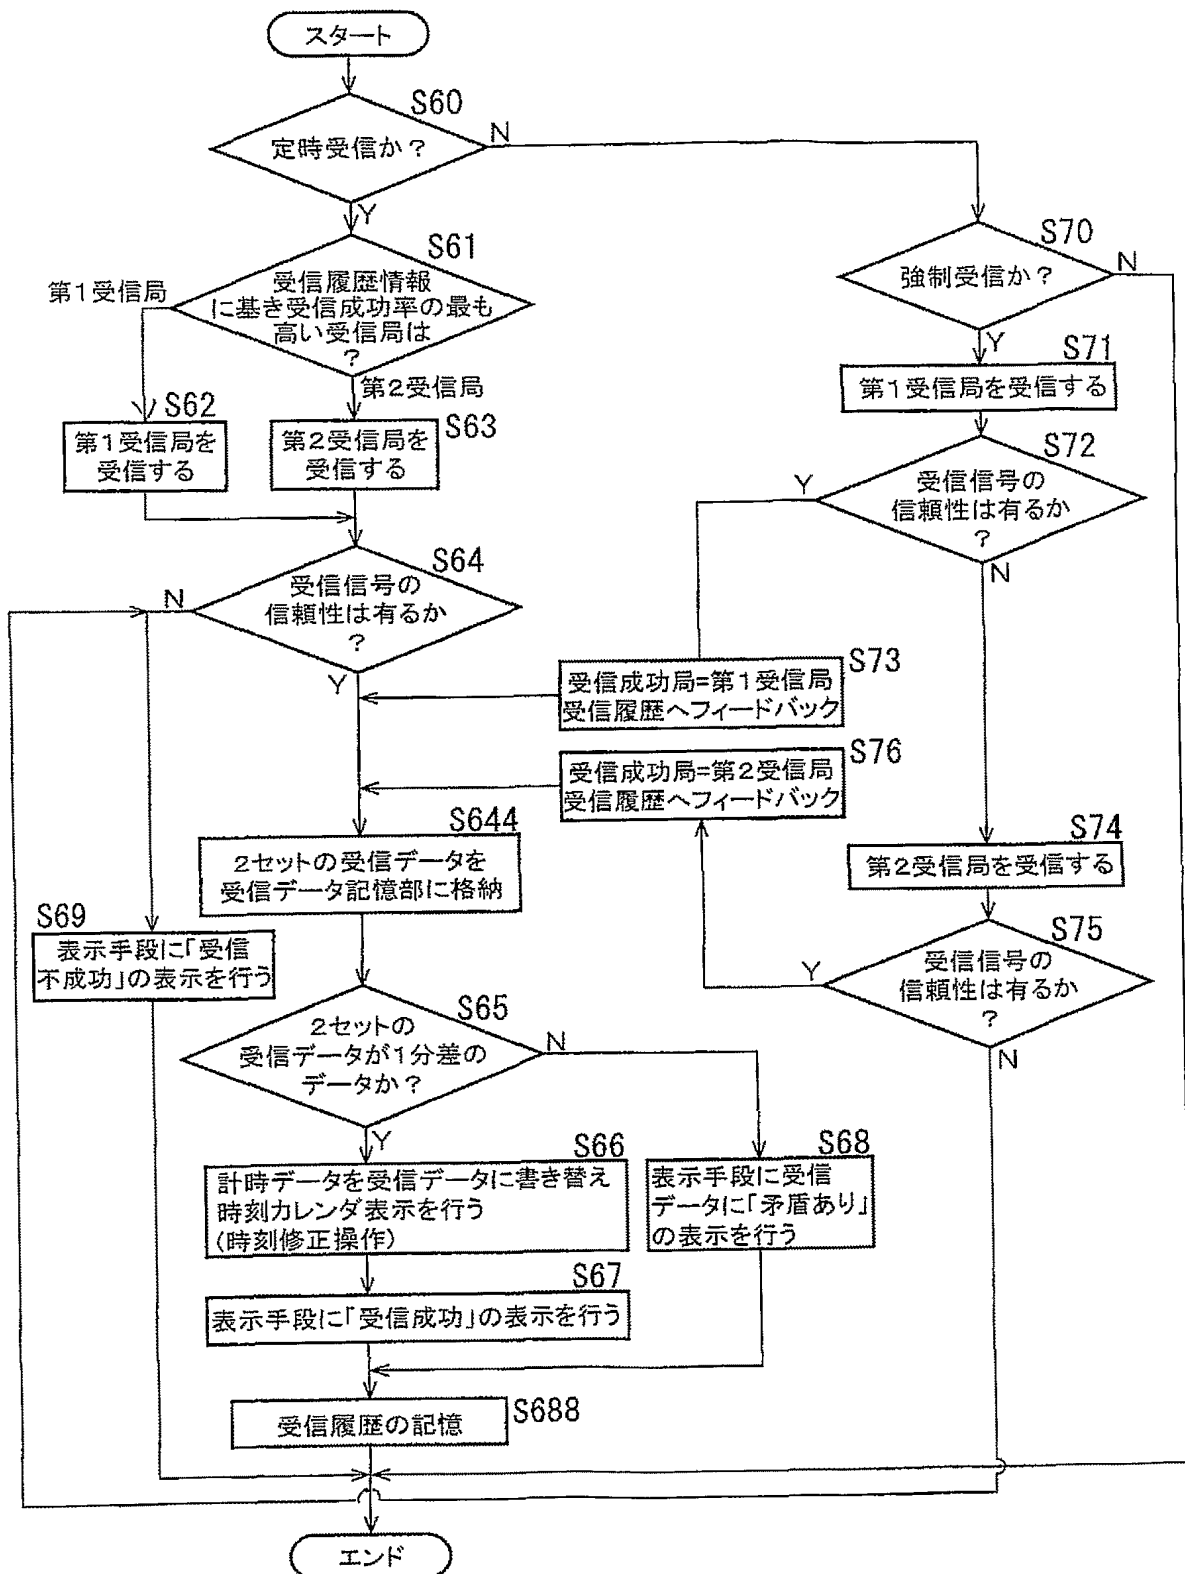 スタート
S60
定時受信か？
N
Y
S61
第1受信局
受信履歴情報
に基き受信成功率の最も
高い受信局は
？
第2受信局
S62
第1受信局を
受信する
S63
第2受信局を
受信する
S64
受信信号の
信頼性は有るか
？
N
Y
S70
強制受信か？
N
Y
S71
第1受信局を受信する
S72
受信信号の
信頼性は有るか
？
Y
N
S73
受信成功局=第1受信局
受信履歴へフィードバック
S76
受信成功局=第2受信局
受信履歴へフィードバック
S74
第2受信局を受信する
S75
受信信号の
信頼性は有るか
？
Y
N
S644
2セットの受信データを
受信データ記憶部に格納
S69
表示手段に「受信
不成功」の表示を行う
S65
2セットの
受信データが1分差の
データか？
N
Y
S66
計時データを受信データに書き替え
時刻カレンダ表示を行う
(時刻修正操作)
S68
表示手段に受信
データに「矛盾あり」
の表示を行う
S67
表示手段に「受信成功」の表示を行う
S688
受信履歴の記憶
エンド